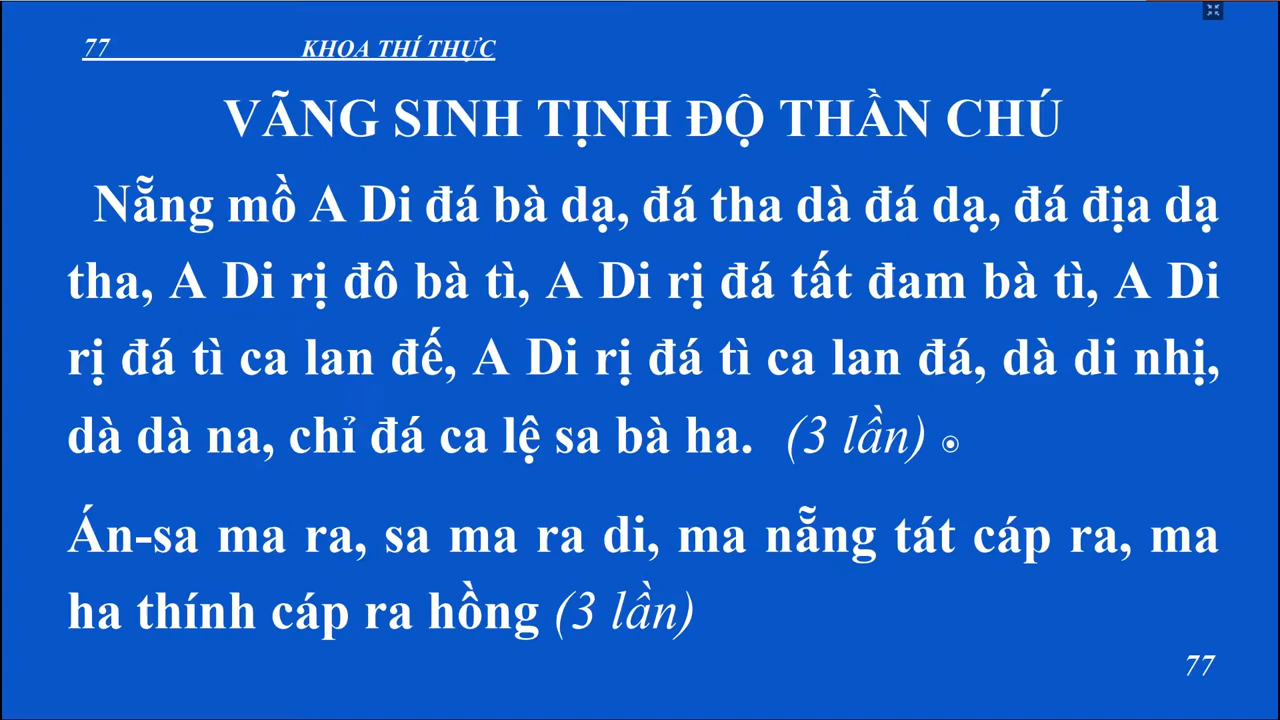 77 KHOA THÍ THỰC
VÃNG SINH TỊNH ĐỘ THẦN CHÚ
Nẵng mồ A Di đá bà dạ, đá tha dà đá dạ, đá địa dạ
tha, A Di rị đô bà tì, A Di rị đá tất đam bà tì, A Di
rị đá tì ca lan đế, A Di rị đá tì ca lan đá, dà di nhị,
dà dà na, chỉ đá ca lệ sa bà ha. (3 lần) ⊙
Án-sa ma ra, sa ma ra di, ma nẵng tát cáp ra, ma
ha thính cáp ra hồng (3 lần)
77